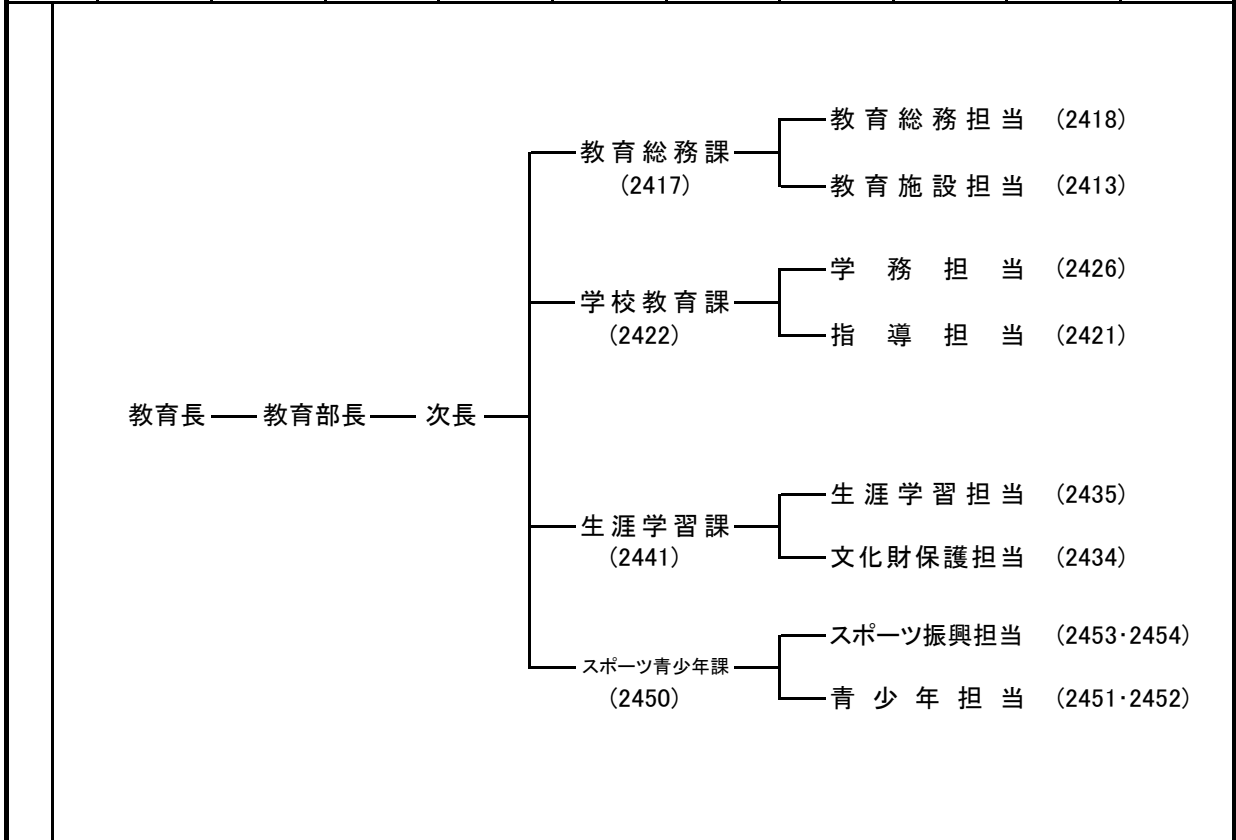 教育総務担当 (2418)
教育総務課
(2417)
教育施設担当 (2413)
学務担当 (2426)
学校教育課
(2422)
指導担当 (2421)
教育長 教育部長 次長
生涯学習担当 (2435)
生涯学習課
(2441)
文化財保護担当 (2434)
スポーツ振興担当 (2453・2454)
スポーツ青少年課
(2450)
青少年担当 (2451・2452)